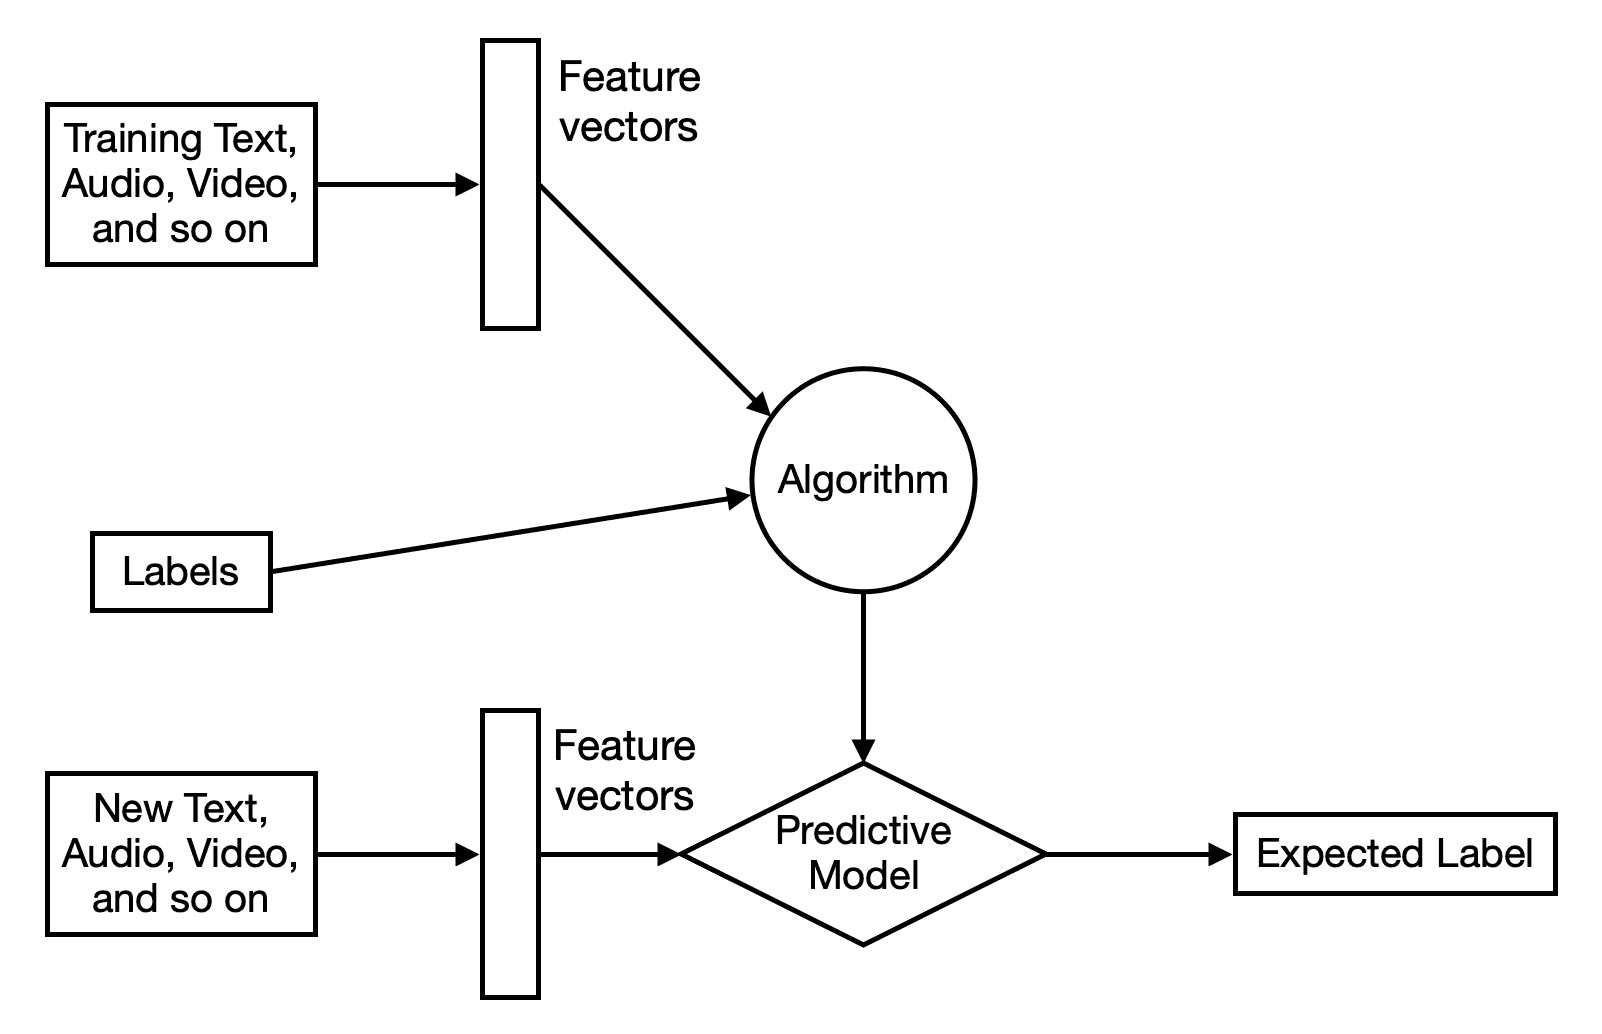 Feature
vectors
Training Text,
Audio, Video,
and so on
Algorithm
Labels
Feature
vectors
New Text,
Audio, Video,
and so on
Predictive
Model
Expected Label